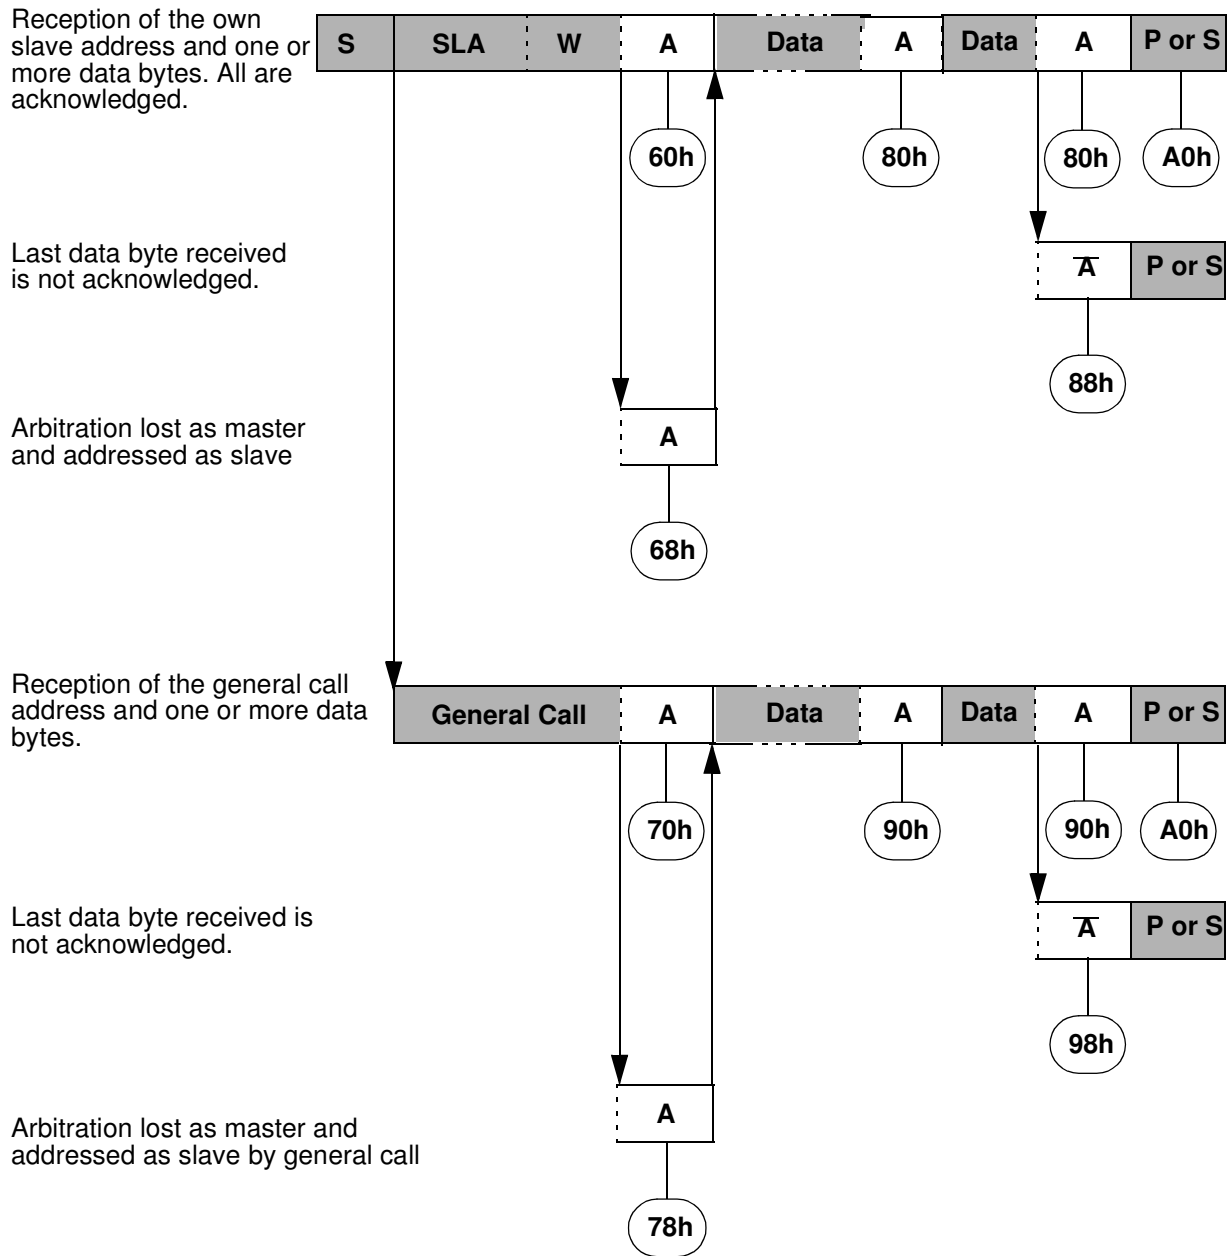 Reception of the own
slave address and one or
more data bytes. All are
acknowledged.
S SLA W A Data A Data A P or S
60h 80h 80h A0h
Last data byte received
is not acknowledged.
A̅ P or S
88h
Arbitration lost as master
and addressed as slave
A
68h
Reception of the general call
address and one or more data
bytes.
General Call A Data A Data A P or S
70h 90h 90h A0h
Last data byte received is
not acknowledged.
A̅ P or S
98h
Arbitration lost as master and
addressed as slave by general call
A
78h